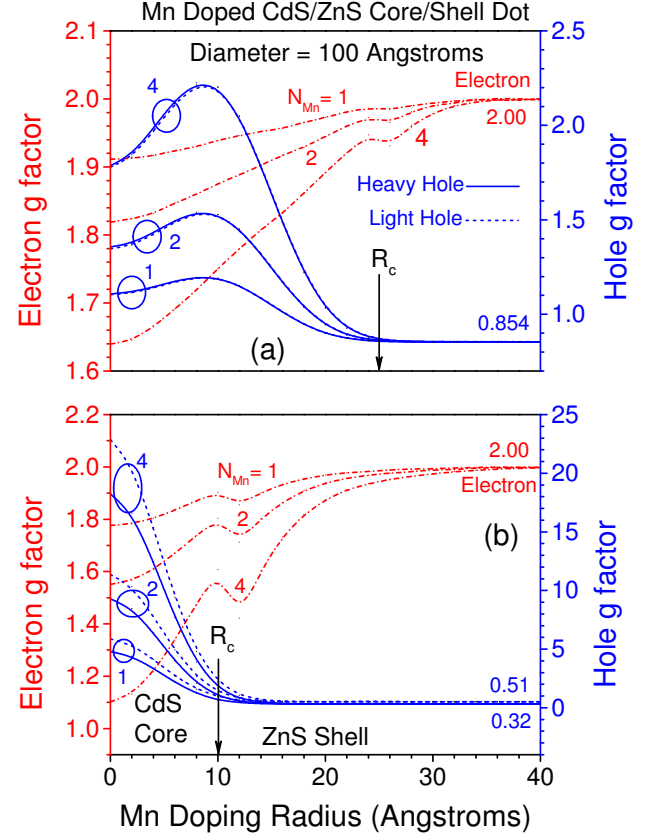 Mn Doped CdS/ZnS Core/Shell Dot
2.1
2.0
1.9
1.8
1.7
1.6
Electron g factor
Diameter = 100 Angstroms
4
2
1
N_Mn= 1
2
4
Electron
2.00
Heavy Hole
Light Hole
R_c
(a)
0.854
2.5
2.0
1.5
1.0
Hole g factor
2.2
2.0
1.8
1.6
1.4
1.2
1.0
Electron g factor
4
2
1
N_Mn= 1
2
4
2.00
Electron
(b)
R_c
CdS
Core
ZnS Shell
0.51
0.32
25
20
15
10
5
0
Hole g factor
0
10
20
30
40
Mn Doping Radius (Angstroms)